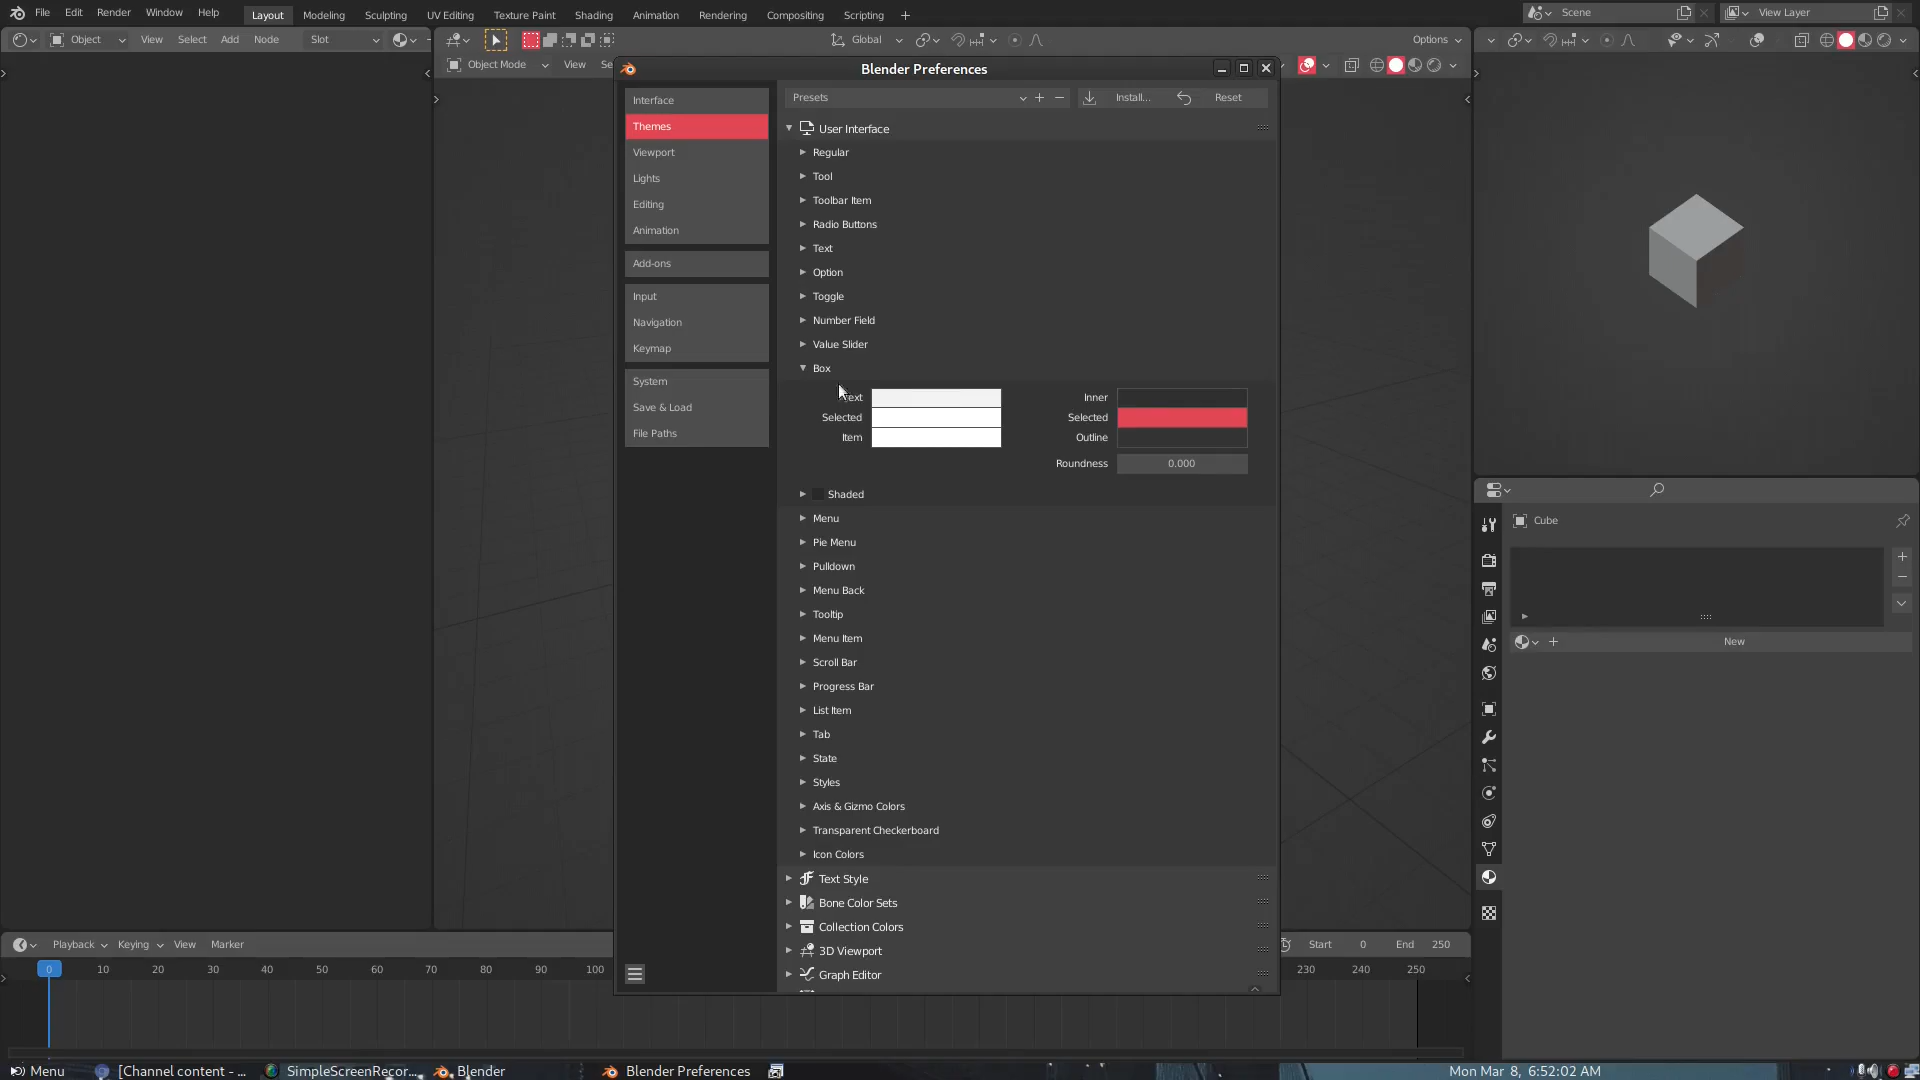 File Edit Render Window Help Layout Modeling Sculpting UV Editing Texture Paint Shading Animation Rendering Compositing Scripting Scene View Layer
Object View Select Add Node Slot Global Options
Object Mode View
Blender Preferences
Interface
Themes
Viewport
Lights
Editing
Animation
Add-ons
Input
Navigation
Keymap
System
Save & Load
File Paths
Presets Install... Reset
User Interface
Regular
Tool
Toolbar Item
Radio Buttons
Text
Option
Toggle
Number Field
Value Slider
Box
Inner
Selected Selected
Item Outline
Roundness 0.000
Shaded
Menu
Pie Menu
Pulldown
Menu Back
Tooltip
Menu Item
Scroll Bar
Progress Bar
List Item
Tab
State
Styles
Axis & Gizmo Colors
Transparent Checkerboard
Icon Colors
Text Style
Bone Color Sets
Collection Colors
3D Viewport
Graph Editor
Cube
New
Playback Keying View Marker Start 0 End 250
0 10 20 30 40 50 60 70 80 90 100 230 240 250
Menu [Channel content - ... SimpleScreenRecor... Blender Blender Preferences Mon Mar 8, 6:52:02 AM